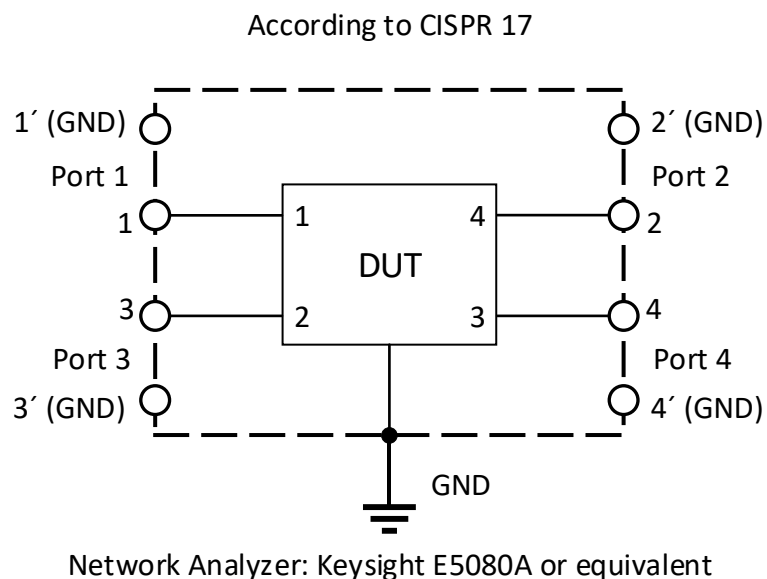 According to CISPR 17
1´ (GND)
2´ (GND)
Port 1
Port 2
1
1
4
2
DUT
3
2
3
4
Port 3
Port 4
3´ (GND)
4´ (GND)
GND
Network Analyzer: Keysight E5080A or equivalent